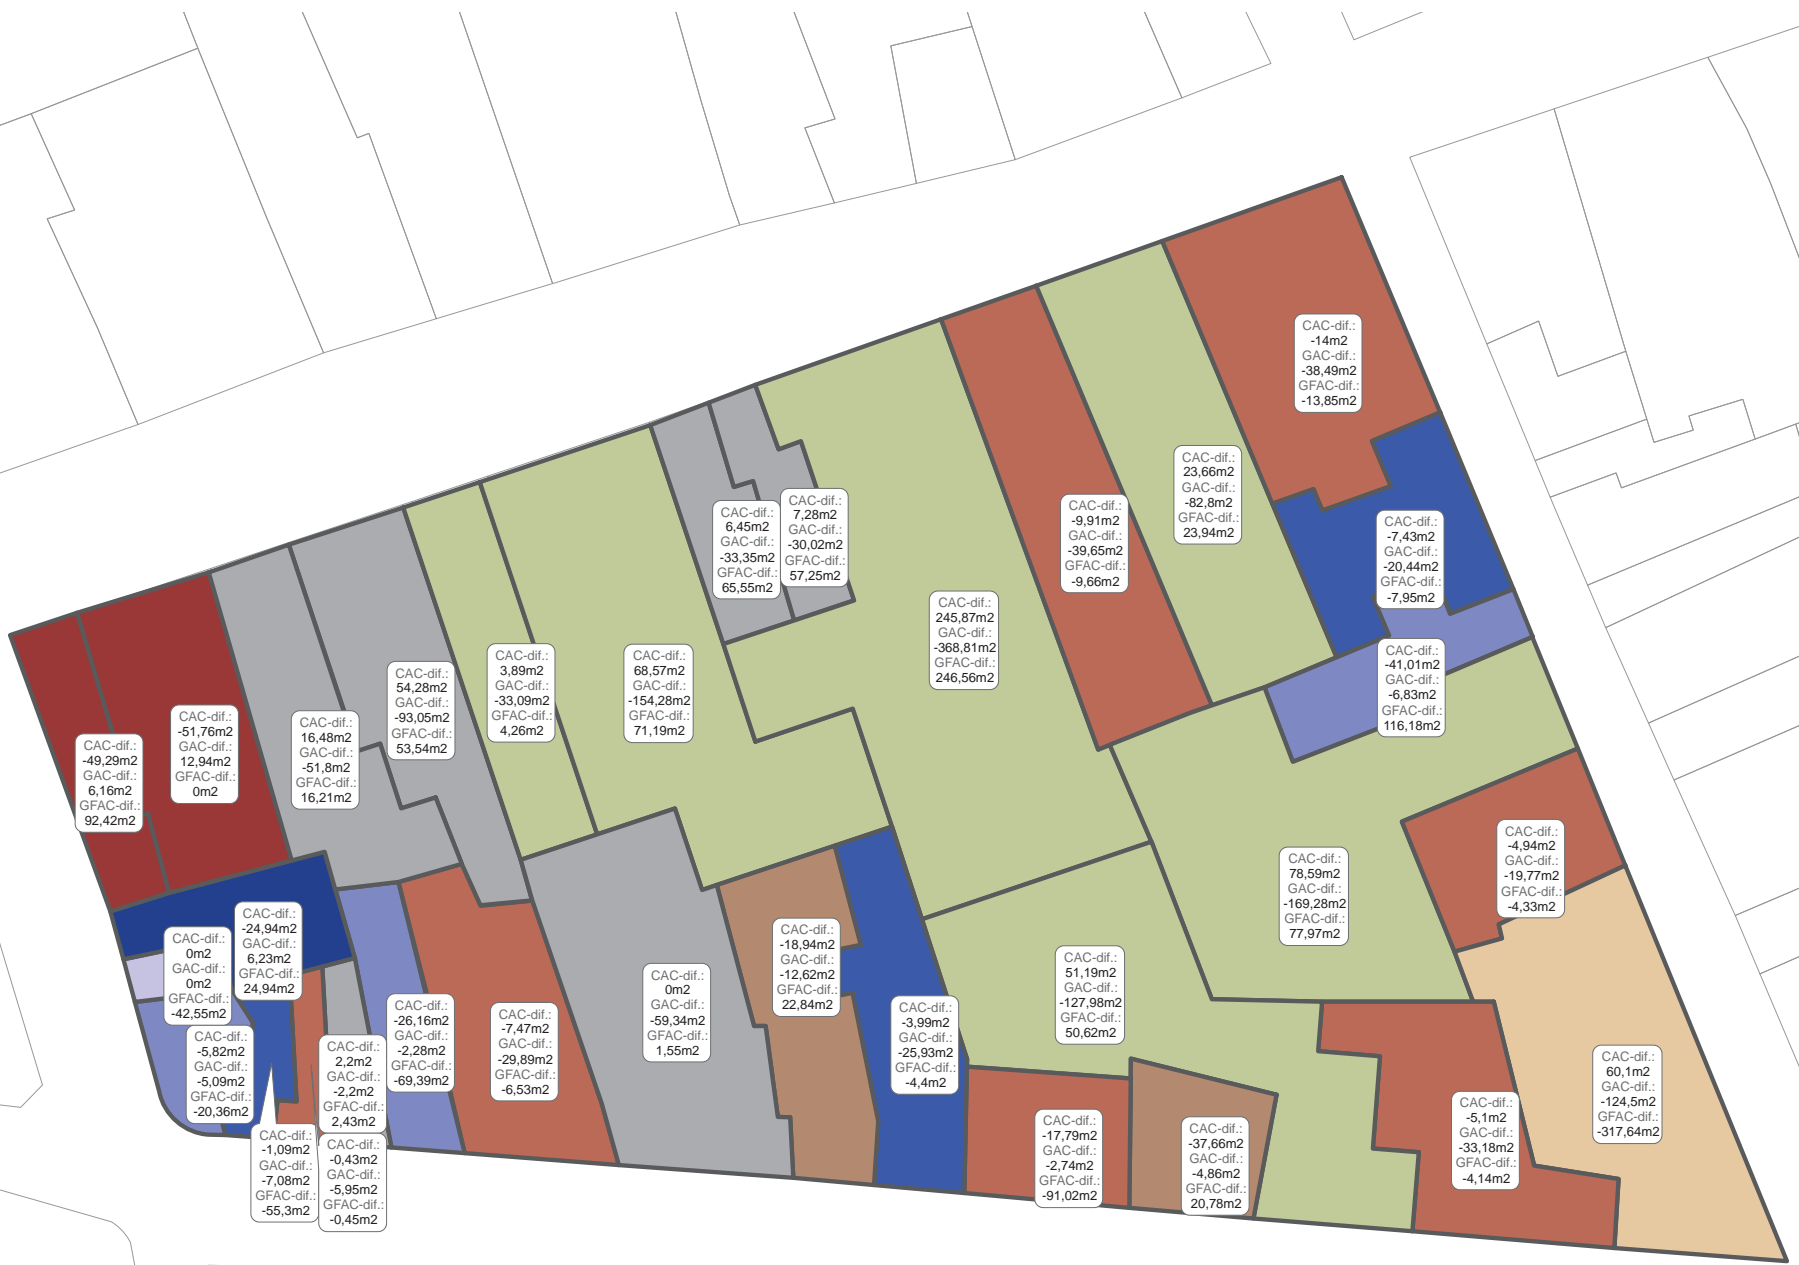 CAC-dif.:
-14m2
GAC-dif.:
-38,49m2
GFAC-dif.:
-13,85m2
CAC-dif.:
23,66m2
GAC-dif.:
-82,8m2
GFAC-dif.:
23,94m2
CAC-dif.:
-9,91m2
GAC-dif.:
-39,65m2
GFAC-dif.:
-9,66m2
CAC-dif.:
7,28m2
GAC-dif.:
-30,02m2
GFAC-dif.:
57,25m2
CAC-dif.:
6,45m2
GAC-dif.:
-33,35m2
GFAC-dif.:
65,55m2
CAC-dif.:
-7,43m2
GAC-dif.:
-20,44m2
GFAC-dif.:
-7,95m2
CAC-dif.:
245,87m2
GAC-dif.:
-368,81m2
GFAC-dif.:
246,56m2
CAC-dif.:
-41,01m2
GAC-dif.:
-6,83m2
GFAC-dif.:
116,18m2
CAC-dif.:
3,89m2
GAC-dif.:
-33,09m2
GFAC-dif.:
4,26m2
CAC-dif.:
68,57m2
GAC-dif.:
-154,28m2
GFAC-dif.:
71,19m2
CAC-dif.:
54,28m2
GAC-dif.:
-93,05m2
GFAC-dif.:
53,54m2
CAC-dif.:
-51,76m2
GAC-dif.:
12,94m2
GFAC-dif.:
0m2
CAC-dif.:
16,48m2
GAC-dif.:
-51,8m2
GFAC-dif.:
16,21m2
CAC-dif.:
-49,29m2
GAC-dif.:
6,16m2
GFAC-dif.:
92,42m2
CAC-dif.:
-4,94m2
GAC-dif.:
-19,77m2
GFAC-dif.:
-4,33m2
CAC-dif.:
78,59m2
GAC-dif.:
-169,28m2
GFAC-dif.:
77,97m2
CAC-dif.:
-24,94m2
GAC-dif.:
6,23m2
GFAC-dif.:
24,94m2
CAC-dif.:
0m2
GAC-dif.:
0m2
GFAC-dif.:
-42,55m2
CAC-dif.:
-18,94m2
GAC-dif.:
-12,62m2
GFAC-dif.:
22,84m2
CAC-dif.:
51,19m2
GAC-dif.:
-127,98m2
GFAC-dif.:
50,62m2
CAC-dif.:
0m2
GAC-dif.:
-59,34m2
GFAC-dif.:
1,55m2
CAC-dif.:
-26,16m2
GAC-dif.:
-2,28m2
GFAC-dif.:
-69,39m2
CAC-dif.:
-7,47m2
GAC-dif.:
-29,89m2
GFAC-dif.:
-6,53m2
CAC-dif.:
-3,99m2
GAC-dif.:
-25,93m2
GFAC-dif.:
-4,4m2
CAC-dif.:
-5,82m2
GAC-dif.:
-5,09m2
GFAC-dif.:
-20,36m2
CAC-dif.:
2,2m2
GAC-dif.:
-2,2m2
GFAC-dif.:
2,43m2
CAC-dif.:
60,1m2
GAC-dif.:
-124,5m2
GFAC-dif.:
-317,64m2
CAC-dif.:
-5,1m2
GAC-dif.:
-33,18m2
GFAC-dif.:
-4,14m2
CAC-dif.:
-17,79m2
GAC-dif.:
-2,74m2
GFAC-dif.:
-91,02m2
CAC-dif.:
-37,66m2
GAC-dif.:
-4,86m2
GFAC-dif.:
20,78m2
CAC-dif.:
-1,09m2
GAC-dif.:
-7,08m2
GFAC-dif.:
-55,3m2
CAC-dif.:
-0,43m2
GAC-dif.:
-5,95m2
GFAC-dif.:
-0,45m2